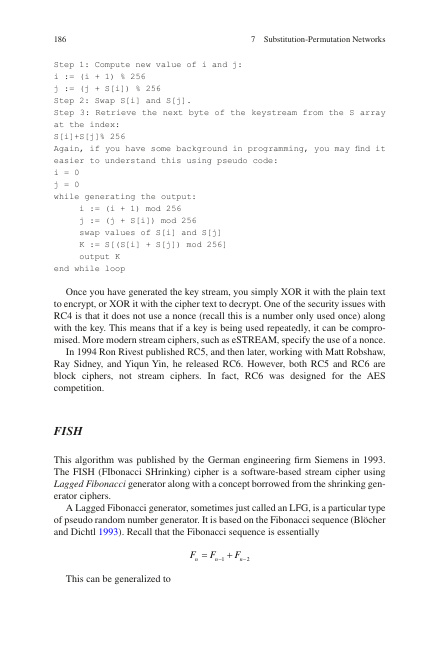 186
7 Substitution-Permutation Networks
Step 1: Compute new value of i and j:
i := (i + 1) % 256
j := (j + S[i]) % 256
Step 2: Swap S[i] and S[j].
Step 3: Retrieve the next byte of the keystream from the S array
at the index:
S[i]+S[j]% 256
Again, if you have some background in programming, you may find it
easier to understand this using pseudo code:
i = 0
j = 0
while generating the output:
i := (i + 1) mod 256
j := (j + S[i]) mod 256
swap values of S[i] and S[j]
K := S[(S[i] + S[j]) mod 256]
output K
end while loop
Once you have generated the key stream, you simply XOR it with the plain text
to encrypt, or XOR it with the cipher text to decrypt. One of the security issues with
RC4 is that it does not use a nonce (recall this is a number only used once) along
with the key. This means that if a key is being used repeatedly, it can be compro-
mised. More modern stream ciphers, such as eSTREAM, specify the use of a nonce.
In 1994 Ron Rivest published RC5, and then later, working with Matt Robshaw,
Ray Sidney, and Yiqun Yin, he released RC6. However, both RC5 and RC6 are
block ciphers, not stream ciphers. In fact, RC6 was designed for the AES
competition.
FISH
This algorithm was published by the German engineering firm Siemens in 1993.
The FISH (FIbonacci SHrinking) cipher is a software-based stream cipher using
Lagged Fibonacci generator along with a concept borrowed from the shrinking gen-
erator ciphers.
A Lagged Fibonacci generator, sometimes just called an LFG, is a particular type
of pseudo random number generator. It is based on the Fibonacci sequence (Blöcher
and Dichtl 1993). Recall that the Fibonacci sequence is essentially
Fn = Fn−1 + Fn−2
This can be generalized to